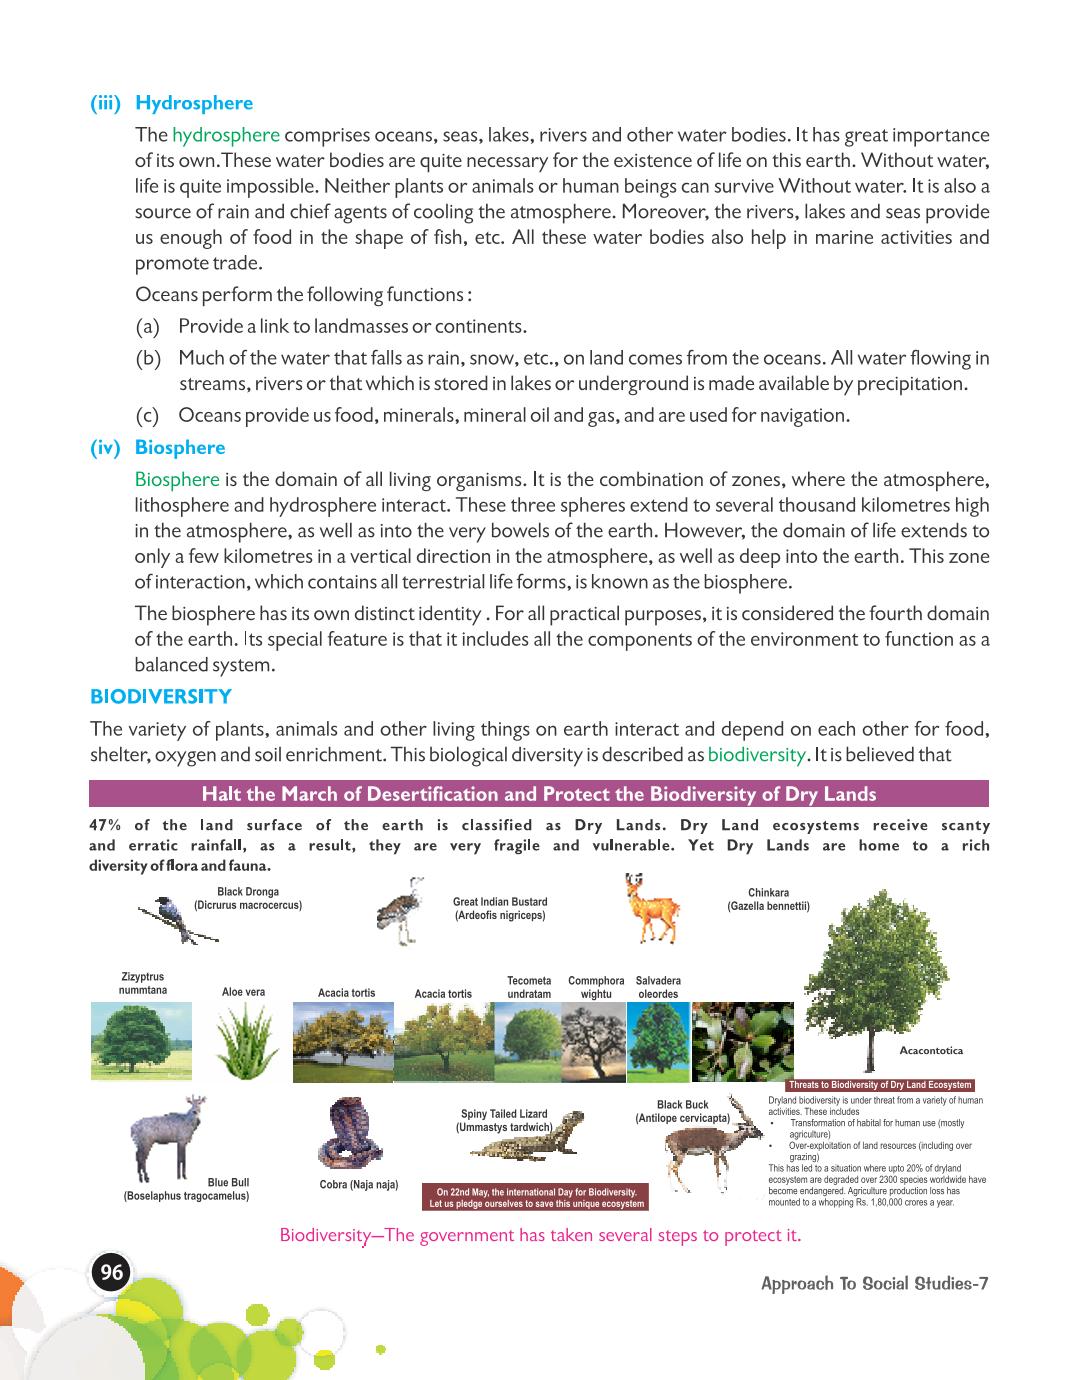 (iii) Hydrosphere
The hydrosphere comprises oceans, seas, lakes, rivers and other water bodies. It has great importance
of its own.These water bodies are quite necessary for the existence of life on this earth. Without water,
life is quite impossible. Neither plants or animals or human beings can survive Without water. It is also a
source of rain and chief agents of cooling the atmosphere. Moreover, the rivers, lakes and seas provide
us enough of food in the shape of fish, etc. All these water bodies also help in marine activities and
promote trade.
Oceans perform the following functions :
(a) Provide a link to landmasses or continents.
(b) Much of the water that falls as rain, snow, etc., on land comes from the oceans. All water flowing in
streams, rivers or that which is stored in lakes or underground is made available by precipitation.
(c) Oceans provide us food, minerals, mineral oil and gas, and are used for navigation.
(iv) Biosphere
Biosphere is the domain of all living organisms. It is the combination of zones, where the atmosphere,
lithosphere and hydrosphere interact. These three spheres extend to several thousand kilometres high
in the atmosphere, as well as into the very bowels of the earth. However, the domain of life extends to
only a few kilometres in a vertical direction in the atmosphere, as well as deep into the earth. This zone
of interaction, which contains all terrestrial life forms, is known as the biosphere.
The biosphere has its own distinct identity . For all practical purposes, it is considered the fourth domain
of the earth. Its special feature is that it includes all the components of the environment to function as a
balanced system.
BIODIVERSITY
The variety of plants, animals and other living things on earth interact and depend on each other for food,
shelter, oxygen and soil enrichment. This biological diversity is described as biodiversity. It is believed that
Halt the March of Desertification and Protect the Biodiversity of Dry Lands
47% of the land surface of the earth is classified as Dry Lands. Dry Land ecosystems receive scanty
and erratic rainfall, as a result, they are very fragile and vulnerable. Yet Dry Lands are home to a rich
diversity of flora and fauna.
Black Dronga
(Dicrurus macrocercus)
Great Indian Bustard
(Ardeofis nigriceps)
Chinkara
(Gazella bennettii)
Zizyptrus
nummtana
Aloe vera
Acacia tortis
Acacia tortis
Tecometa
undratam
Commphora
wightu
Salvadera
oleordes
Acacontotica
Threats to Biodiversity of Dry Land Ecosystem
Dryland biodiversity is under threat from a variety of human
activities. These includes
• Transformation of habital for human use (mostly
agriculture)
• Over-exploitation of land resources (including over
grazing)
This has led to a situation where upto 20% of dryland
ecosystem are degraded over 2300 species worldwide have
become endangered. Agriculture production loss has
mounted to a whopping Rs. 1,80,000 crores a year.
Blue Bull
(Boselaphus tragocamelus)
Cobra (Naja naja)
Spiny Tailed Lizard
(Ummastys tardwich)
Black Buck
(Antilope cervicapta)
On 22nd May, the international Day for Biodiversity.
Let us pledge ourselves to save this unique ecosystem
Biodiversity—The government has taken several steps to protect it.
96
Approach To Social Studies-7